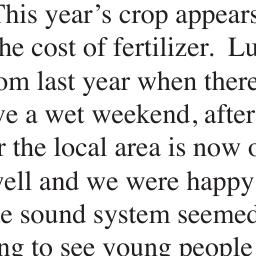 This year's crop appears
he cost of fertilizer.  Lu
om last year when there
ve a wet weekend, after
r the local area is now o
vell and we were happy
e sound system seemed
ng to see young people